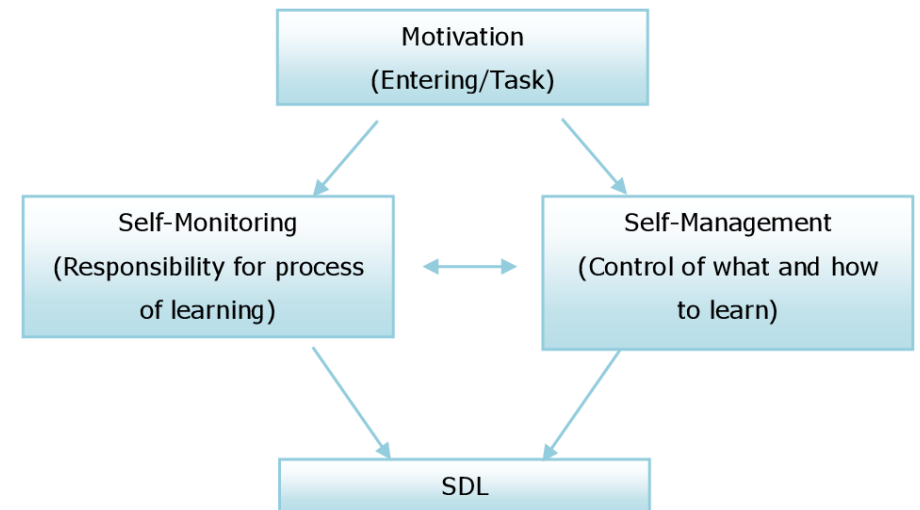 Motivation
(Entering/Task)
Self-Monitoring
(Responsibility for process
of learning)
Self-Management
(Control of what and how
to learn)
SDL